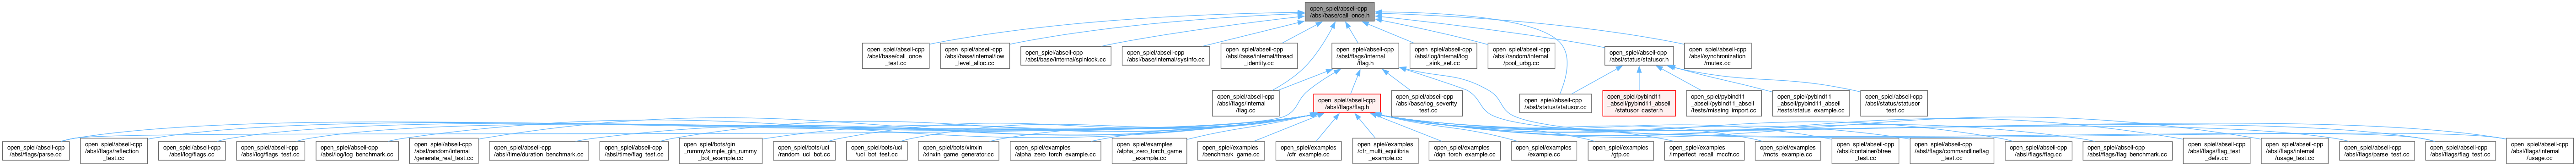 open_spiel/abseil-cpp
/absl/base/call_once.h
open_spiel/abseil-cpp
/absl/base/call_once
_test.cc
open_spiel/abseil-cpp
/absl/base/internal/low
_level_alloc.cc
open_spiel/abseil-cpp
/absl/base/internal/spinlock.cc
open_spiel/abseil-cpp
/absl/base/internal/sysinfo.cc
open_spiel/abseil-cpp
/absl/base/internal/thread
_identity.cc
open_spiel/abseil-cpp
/absl/flags/internal
/flag.h
open_spiel/abseil-cpp
/absl/log/internal/log
_sink_set.cc
open_spiel/abseil-cpp
/absl/random/internal
/pool_urbg.cc
open_spiel/abseil-cpp
/absl/status/statusor.h
open_spiel/abseil-cpp
/absl/synchronization
/mutex.cc
open_spiel/abseil-cpp
/absl/flags/internal
/flag.cc
open_spiel/abseil-cpp
/absl/flags/flag.h
open_spiel/abseil-cpp
/absl/base/log_severity
_test.cc
open_spiel/abseil-cpp
/absl/status/statusor.cc
open_spiel/pybind11
_abseil/pybind11_abseil
/statusor_caster.h
open_spiel/pybind11
_abseil/pybind11_abseil
/tests/missing_import.cc
open_spiel/pybind11
_abseil/pybind11_abseil
/tests/status_example.cc
open_spiel/abseil-cpp
/absl/status/statusor
_test.cc
open_spiel/abseil-cpp
/absl/flags/parse.cc
open_spiel/abseil-cpp
/absl/flags/reflection
_test.cc
open_spiel/abseil-cpp
/absl/log/flags.cc
open_spiel/abseil-cpp
/absl/log/flags_test.cc
open_spiel/abseil-cpp
/absl/log/log_benchmark.cc
open_spiel/abseil-cpp
/absl/random/internal
/generate_real_test.cc
open_spiel/abseil-cpp
/absl/time/duration_benchmark.cc
open_spiel/abseil-cpp
/absl/time/flag_test.cc
open_spiel/bots/gin
_rummy/simple_gin_rummy
_bot_example.cc
open_spiel/bots/uci
/random_uci_bot.cc
open_spiel/bots/uci
/uci_bot_test.cc
open_spiel/bots/xinxin
/xinxin_game_generator.cc
open_spiel/examples
/alpha_zero_torch_example.cc
open_spiel/examples
/alpha_zero_torch_game
_example.cc
open_spiel/examples
/benchmark_game.cc
open_spiel/examples
/cfr_example.cc
open_spiel/examples
/cfr_multi_equilibria
_example.cc
open_spiel/examples
/dqn_torch_example.cc
open_spiel/examples
/example.cc
open_spiel/examples
/gtp.cc
open_spiel/examples
/imperfect_recall_mccfr.cc
open_spiel/examples
/mcts_example.cc
open_spiel/abseil-cpp
/absl/container/btree
_test.cc
open_spiel/abseil-cpp
/absl/flags/commandlineflag
_test.cc
open_spiel/abseil-cpp
/absl/flags/flag.cc
open_spiel/abseil-cpp
/absl/flags/flag_benchmark.cc
open_spiel/abseil-cpp
/absl/flags/flag_test
_defs.cc
open_spiel/abseil-cpp
/absl/flags/internal
/usage_test.cc
open_spiel/abseil-cpp
/absl/flags/parse_test.cc
open_spiel/abseil-cpp
/absl/flags/flag_test.cc
open_spiel/abseil-cpp
/absl/flags/internal
/usage.cc